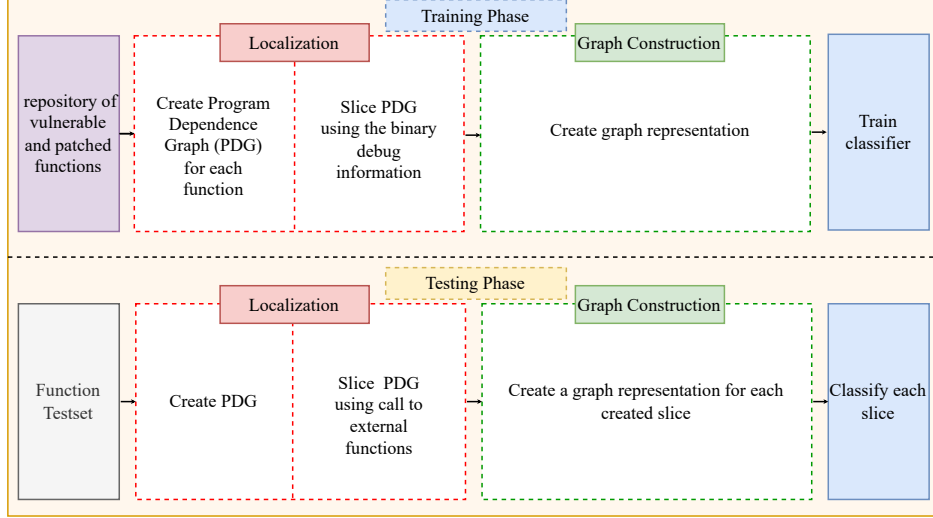 Training Phase
Localization
Graph Construction
repository of
vulnerable
and patched
functions
Create Program
Dependence
Graph (PDG)
for each
function
Slice PDG
using the binary
debug
information
Create graph representation
Train
classifier
Testing Phase
Localization
Graph Construction
Function
Testset
Create PDG
Slice PDG
using call to
external
functions
Create a graph representation for each
created slice
Classify each
slice